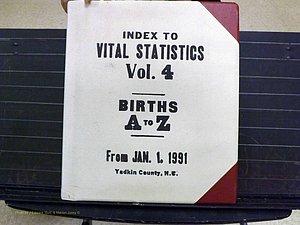 INDEX TO
VITAL STATISTICS
Vol. 4
BIRTHS
A TO Z
From JAN. 1, 1991
Yadkin County, N.C.